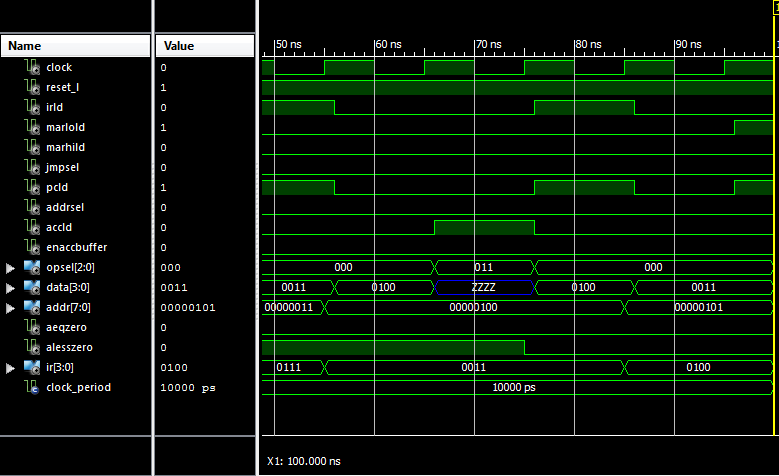 1
Name Value 50 ns 60 ns 70 ns 80 ns 90 ns 1
clock 0
reset_l 1
irld 0
marlold 1
marhild 0
jmpsel 0
pcld 1
addrsel 0
accld 0
enaccbuffer 0
opsel[2:0] 000 000 011 000
data[3:0] 0011 0011 0100 ZZZZ 0100 0011
addr[7:0] 00000101 00000011 00000100 00000101
aeqzero 0
alesszero 0
ir[3:0] 0100 0111 0011 0100
clock_period 10000 ps 10000 ps
X1: 100.000 ns